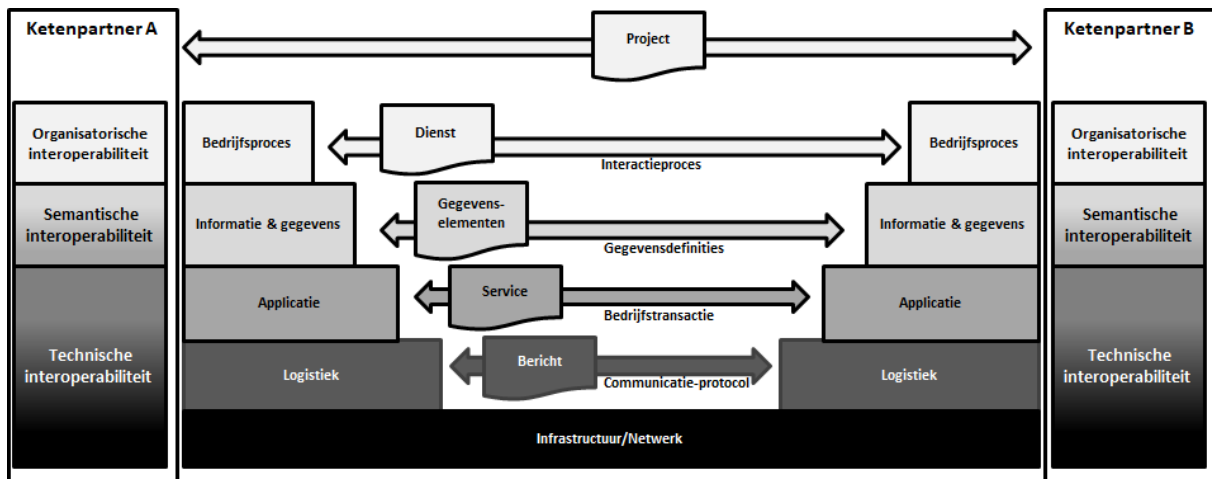 Ketenpartner A
Project
Ketenpartner B
Organisatorische
interoperabiliteit
Bedrijfsproces
Dienst
Interactieproces
Bedrijfsproces
Organisatorische
interoperabiliteit
Semantische
interoperabiliteit
Informatie & gegevens
Gegevens-
elementen
Gegevensdefinities
Informatie & gegevens
Semantische
interoperabiliteit
Applicatie
Service
Bedrijfstransactie
Applicatie
Technische
interoperabiliteit
Logistiek
Bericht
Communicatie-protocol
Logistiek
Technische
interoperabiliteit
Infrastructuur/Netwerk